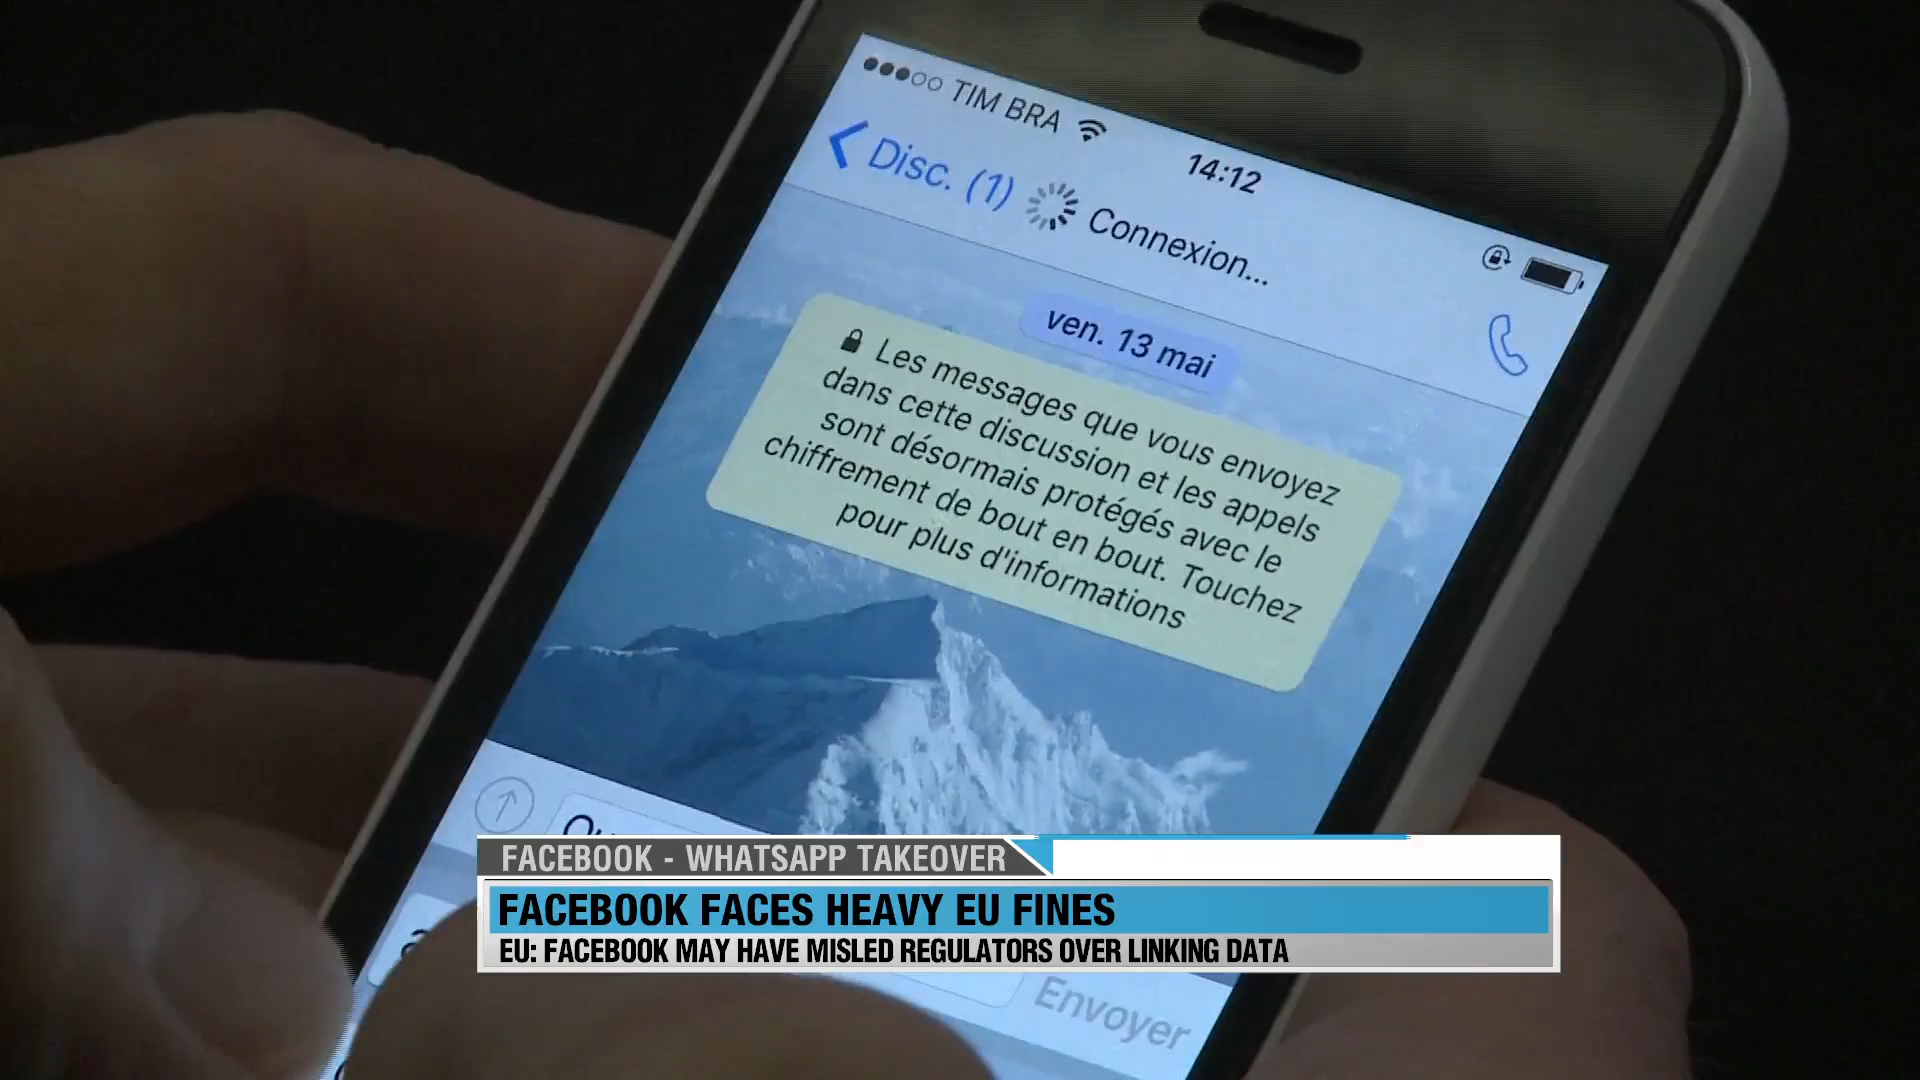 TIM BRA
14:12
Disc. (1)
Connexion...
ven. 13 mai
Les messages que vous envoyez
dans cette discussion et les appels
sont désormais protégés avec le
chiffrement de bout en bout. Touchez
pour plus d'informations
FACEBOOK - WHATSAPP TAKEOVER
FACEBOOK FACES HEAVY EU FINES
EU: FACEBOOK MAY HAVE MISLED REGULATORS OVER LINKING DATA
Envoyer